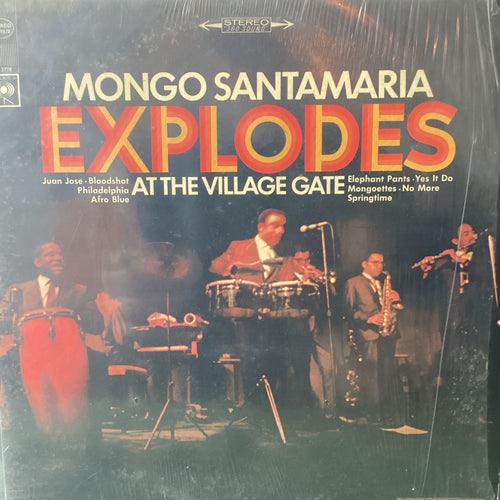 STEREO
360 SOUND
MONGO SANTAMARIA
EXPLODES
AT THE VILLAGE GATE
Juan Jose • Bloodshot
Philadelphia
Afro Blue
Elephant Pants • Yes It Do
Mongoettes • No More
Springtime